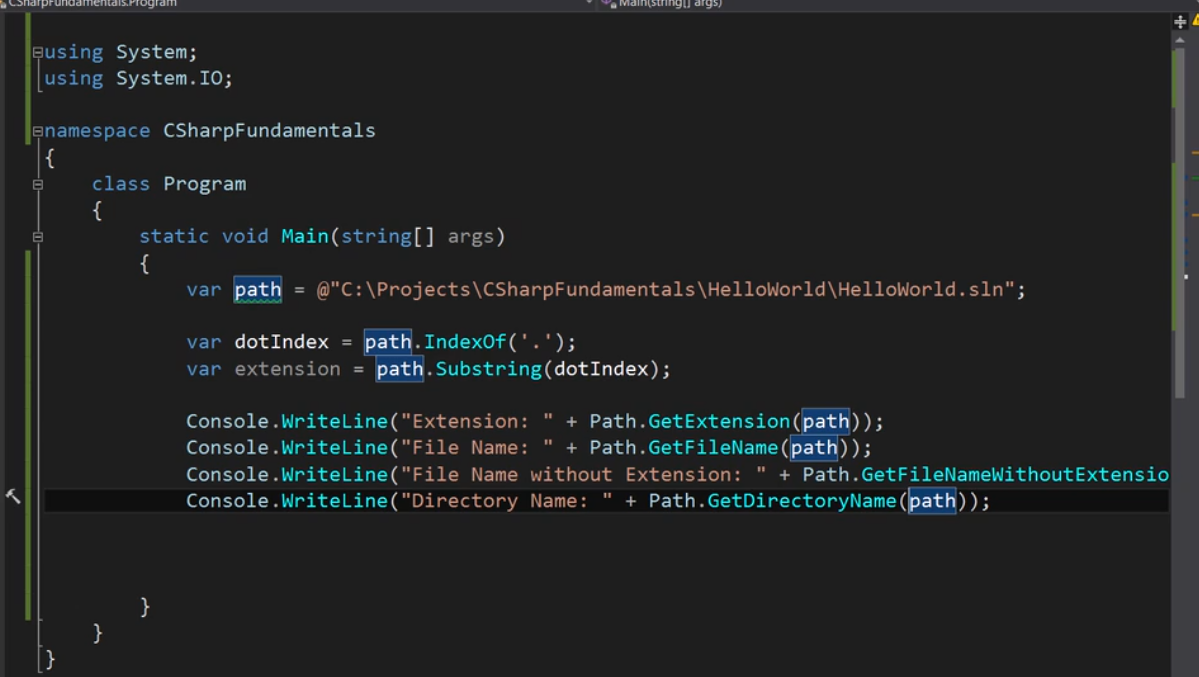 CSharpFundamentals.Program
Main(string[] args)
using System;
using System.IO;
namespace CSharpFundamentals
{
class Program
{
static void Main(string[] args)
{
var path = @"C:\Projects\CSharpFundamentals\HelloWorld\HelloWorld.sln";
var dotIndex = path.IndexOf('.');
var extension = path.Substring(dotIndex);
Console.WriteLine("Extension: " + Path.GetExtension(path));
Console.WriteLine("File Name: " + Path.GetFileName(path));
Console.WriteLine("File Name without Extension: " + Path.GetFileNameWithoutExtensio
Console.WriteLine("Directory Name: " + Path.GetDirectoryName(path));
}
}
}